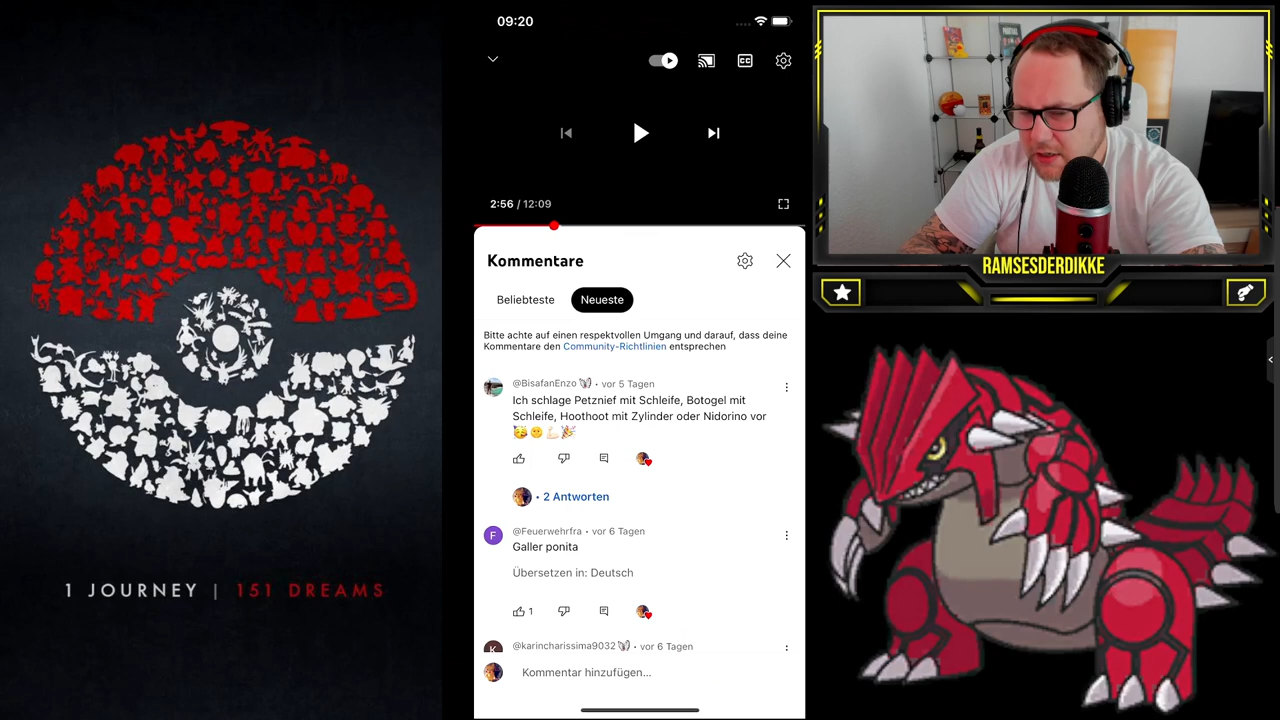 09:20
2:56 / 12:09
Kommentare
Beliebteste
Neueste
Bitte achte auf einen respektvollen Umgang und darauf, dass deine
Kommentare den Community-Richtlinien entsprechen
@BisafanEnzo • vor 5 Tagen
Ich schlage Petznief mit Schleife, Botogel mit
Schleife, Hoothoot mit Zylinder oder Nidorino vor
2 Antworten
@Feuerwehrfra • vor 6 Tagen
Galler ponita
Übersetzen in: Deutsch
1
@karincharissima9032 • vor 6 Tagen
Kommentar hinzufügen...
1 JOURNEY | 151 DREAMS
RAMSESDERDIKKE